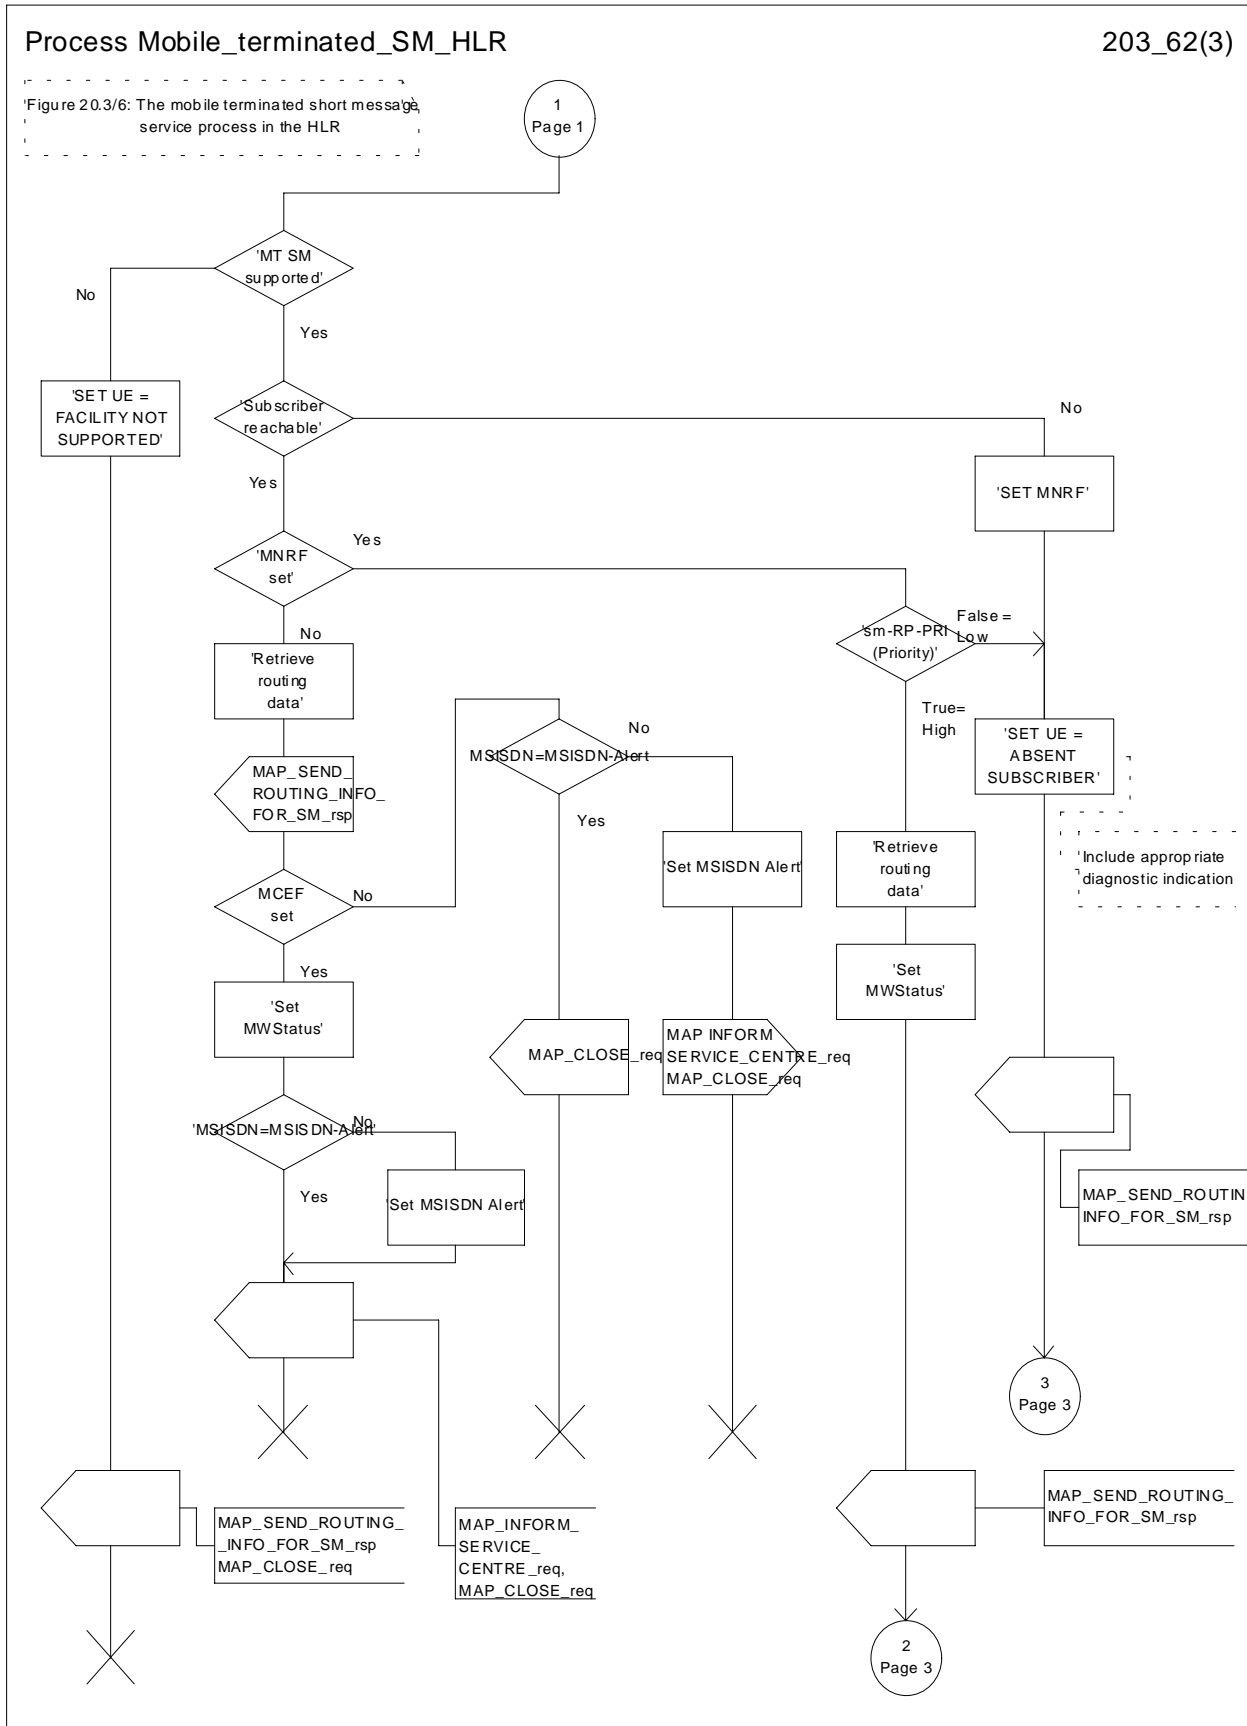 Process Mobile_terminated_SM_HLR
203_62(3)
'Figure 20.3/6: The mobile terminated short message
service process in the HLR
1
Page 1
'MT SM
supported'
No
Yes
'SET UE =
FACILITY NOT
SUPPORTED'
'Subscriber
reachable'
No
Yes
'SET MNRF'
'MNRF
set'
Yes
No
'sm-RP-PRI
(Priority)'
False =
Low
True=
High
'Retrieve
routing
data'
MSISDN=MSISDN-Alert
No
Yes
'SET UE =
ABSENT
SUBSCRIBER'
MAP_SEND_
ROUTING_INFO_
FOR_SM_rsp
'Set MSISDN Alert'
'Retrieve
routing
data'
'Include appropriate
diagnostic indication
MCEF
set
No
Yes
'Set
MWStatus'
'Set
MWStatus'
MAP_CLOSE_req
MAP INFORM
SERVICE_CENTRE_req
MAP_CLOSE_req
'MSISDN=MSISDN-Alert'
No
Yes
'Set MSISDN Alert'
MAP_SEND_ROUTIN
INFO_FOR_SM_rsp
3
Page 3
MAP_SEND_ROUTING_
_INFO_FOR_SM_rsp
MAP_CLOSE_req
MAP_INFORM_
SERVICE_
CENTRE_req,
MAP_CLOSE_req
MAP_SEND_ROUTING_
INFO_FOR_SM_rsp
2
Page 3